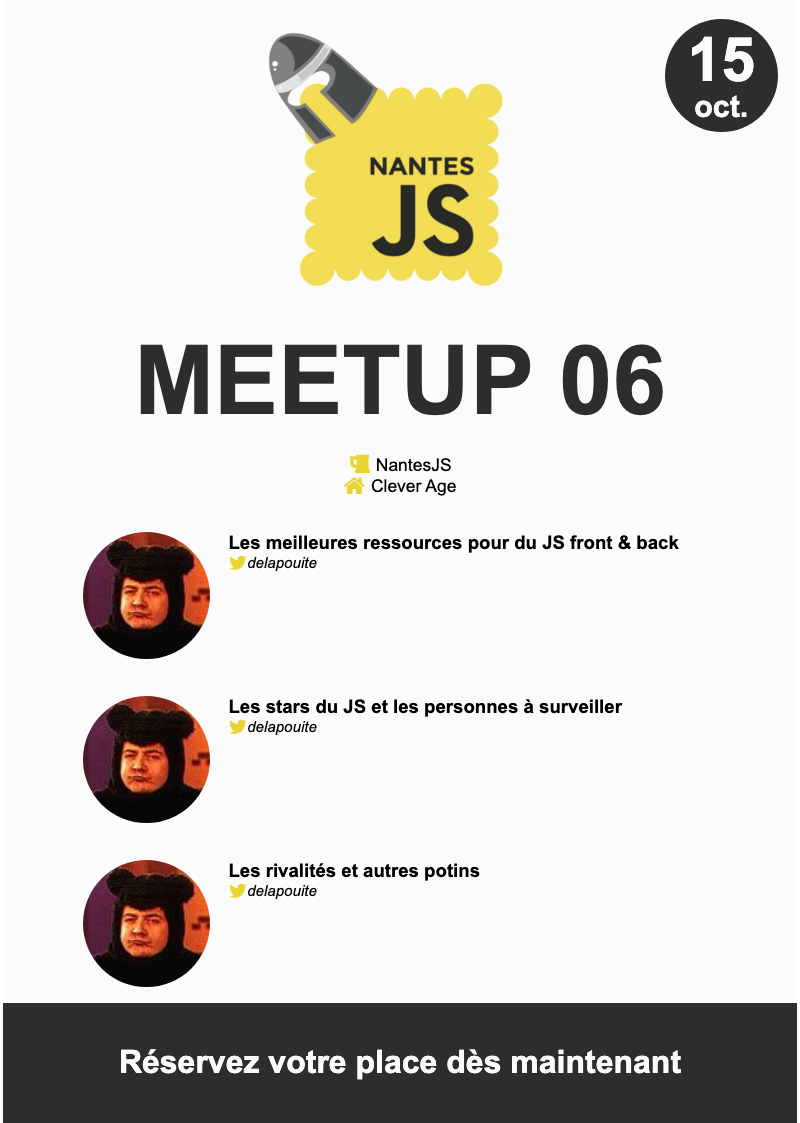 15
oct.
NANTES
JS
MEETUP 06
NantesJS
Clever Age
Les meilleures ressources pour du JS front & back
delapouite
Les stars du JS et les personnes à surveiller
delapouite
Les rivalités et autres potins
delapouite
Réservez votre place dès maintenant